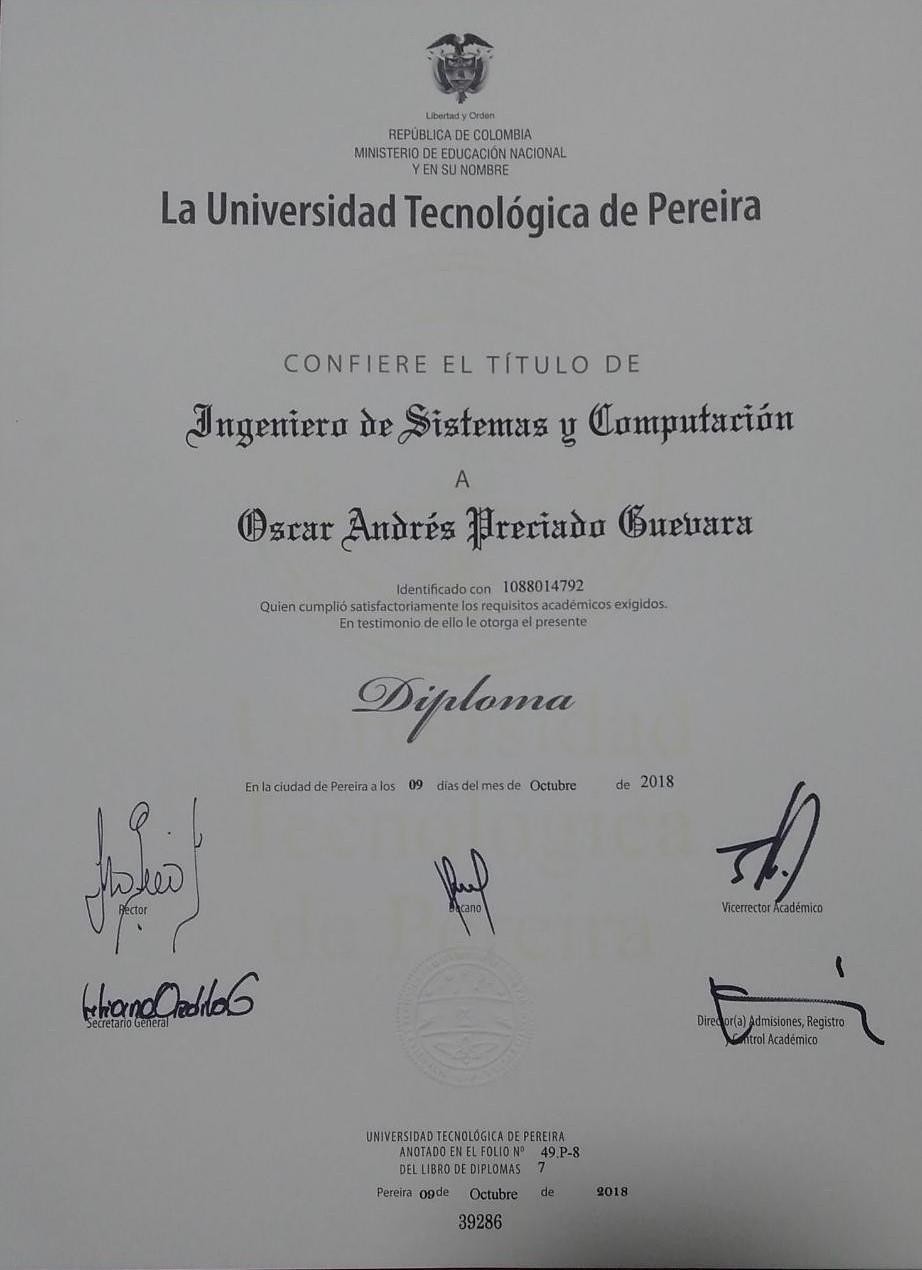 Libertad y Orden
REPÚBLICA DE COLOMBIA
MINISTERIO DE EDUCACIÓN NACIONAL
Y EN SU NOMBRE
La Universidad Tecnológica de Pereira
CONFIERE EL TÍTULO DE
Ingeniero de Sistemas y Computación
A
Oscar Andrés Preciado Guevara
Identificado con 1088014792
Quien cumplió satisfactoriamente los requisitos académicos exigidos.
En testimonio de ello le otorga el presente
Diploma
Universidad
Tecnológica
de Pereira
En la ciudad de Pereira a los 09 días del mes de Octubre de 2018
Rector
Decano
Vicerrector Académico
Secretario General
Director(a) Admisiones, Registro
y Control Académico
UNIVERSIDAD TECNOLÓGICA DE PEREIRA
ANOTADO EN EL FOLIO Nº 49.P-8
DEL LIBRO DE DIPLOMAS 7
Pereira 09 de Octubre de 2018
39286